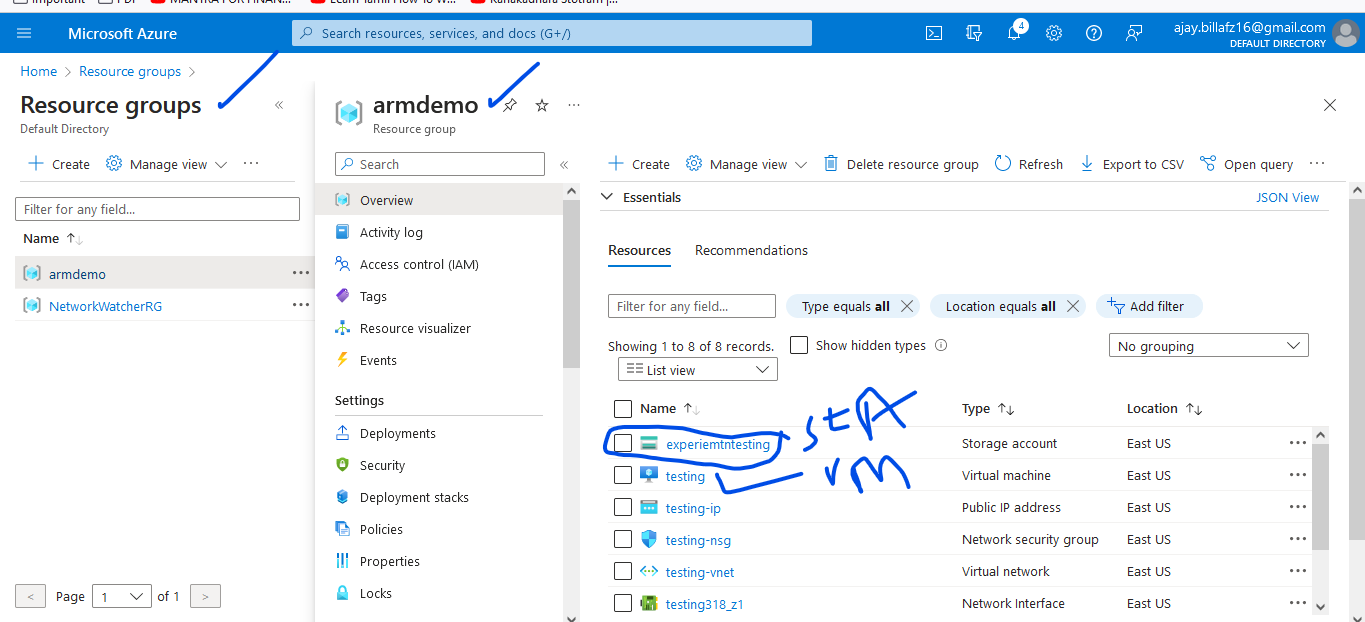 Microsoft Azure
Search resources, services, and docs (G+/)
4
ajay.billafz16@gmail.com
DEFAULT DIRECTORY
Home > Resource groups >
Resource groups
Default Directory
Create Manage view ...
Filter for any field...
Name
armdemo ...
NetworkWatcherRG ...
< Page 1 of 1 >
armdemo ...
Resource group
Search
Overview
Activity log
Access control (IAM)
Tags
Resource visualizer
Events
Settings
Deployments
Security
Deployment stacks
Policies
Properties
Locks
Create Manage view Delete resource group Refresh Export to CSV Open query ...
Essentials JSON View
Resources Recommendations
Filter for any field... Type equals all Location equals all Add filter
Showing 1 to 8 of 8 records. Show hidden types No grouping
List view
Name Type Location
experiemtntesting Storage account East US ...
testing Virtual machine East US ...
vm
testing-ip Public IP address East US ...
testing-nsg Network security group East US ...
testing-vnet Virtual network East US ...
testing318_z1 Network Interface East US ...